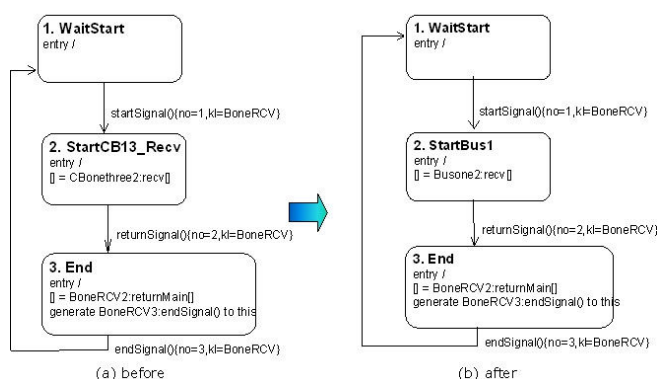 1. WaitStart
entry /
startSignal(){no=1,kl=BoneRCV}
2. StartCB13_Recv
entry /
[] = CBonethree2:recv[]
returnSignal(){no=2,kl=BoneRCV}
3. End
entry /
[] = BoneRCV2:returnMain[]
generate BoneRCV3:endSignal() to this
endSignal(){no=3,kl=BoneRCV}
(a) before
1. WaitStart
entry /
startSignal(){no=1,kl=BoneRCV}
2. StartBus1
entry /
[] = Busone2:recv[]
returnSignal(){no=2,kl=BoneRCV}
3. End
entry /
[] = BoneRCV2:returnMain[]
generate BoneRCV3:endSignal() to this
endSignal(){no=3,kl=BoneRCV}
(b) after